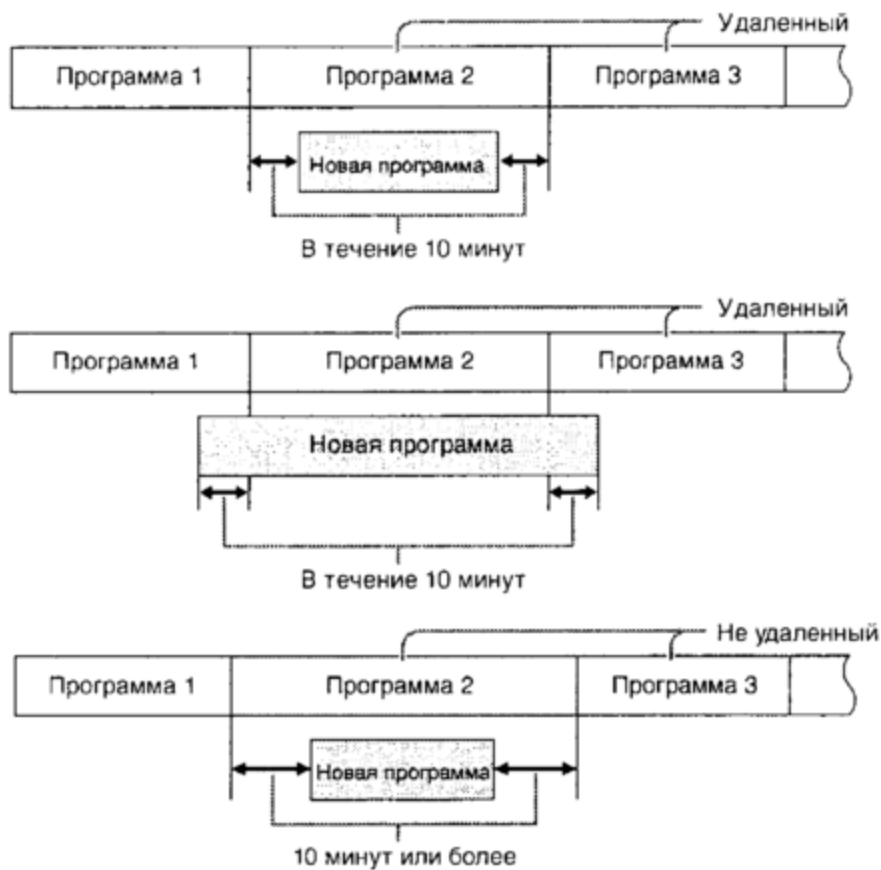 Удаленный
Программа 1 Программа 2 Программа 3
Новая программа
В течение 10 минут
Удаленный
Программа 1 Программа 2 Программа 3
Новая программа
В течение 10 минут
Не удаленный
Программа 1 Программа 2 Программа 3
Новая программа
10 минут или более